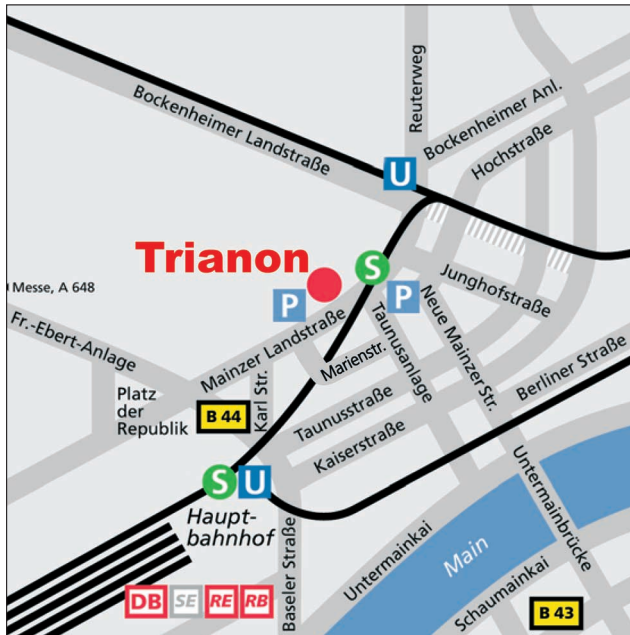 Reuterweg
Bockenheimer Anl.
Bockenheimer Landstraße
Hochstraße
U
Trianon
S
Junghofstraße
Messe, A 648
P
P
Neue Mainzer Str.
Fr.-Ebert-Anlage
Mainzer Landstraße
Taunusanlage
Marienstr.
Berliner Straße
Platz
der
Republik
B 44
Karl Str.
Taunusstraße
Kaiserstraße
S
U
Haupt-
bahnhof
Baseler Straße
Untermainkai
Main
Untermainbrücke
Schaumainkai
DB
SE
RE
RB
B 43